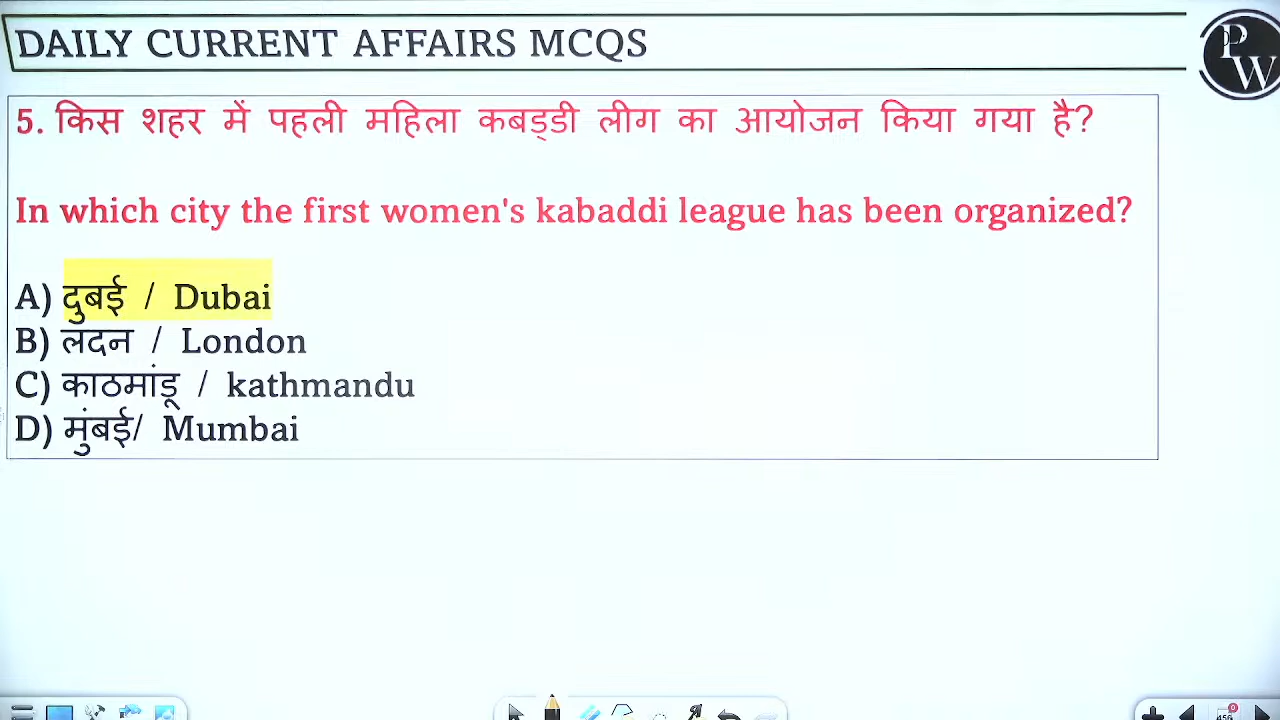 DAILY CURRENT AFFAIRS MCQS
PW
5. किस शहर में पहली महिला कबड्डी लीग का आयोजन किया गया है?
In which city the first women's kabaddi league has been organized?
A) दुबई / Dubai
B) लदन / London
C) काठमांडू / kathmandu
D) मुंबई/ Mumbai